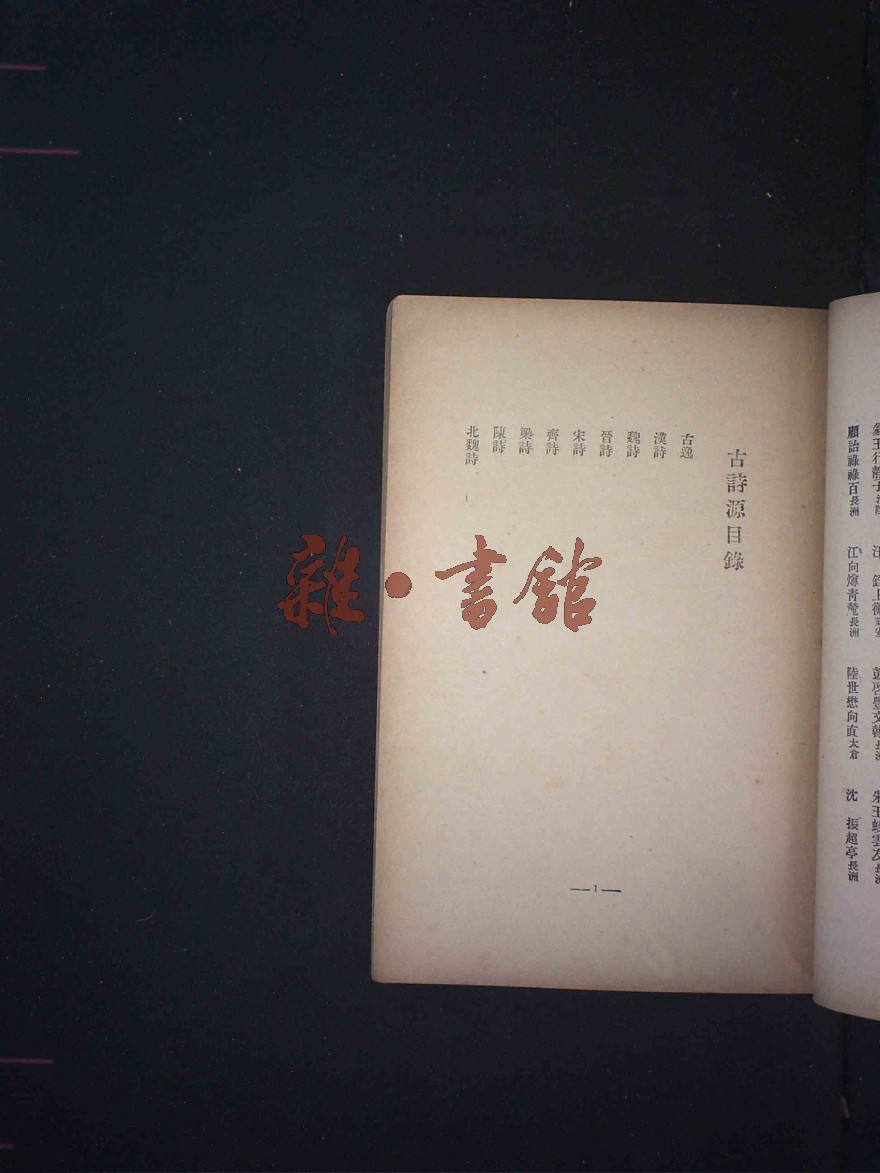 顧詒祿祿百長洲
江向煒青蓖長洲
陸世懋向直太倉
沈 振超亭長洲
古詩源目錄
古逸
漢詩
魏詩
晉詩
宋詩
齊詩
梁詩
陳詩
北魏詩
—1—
雜·書館